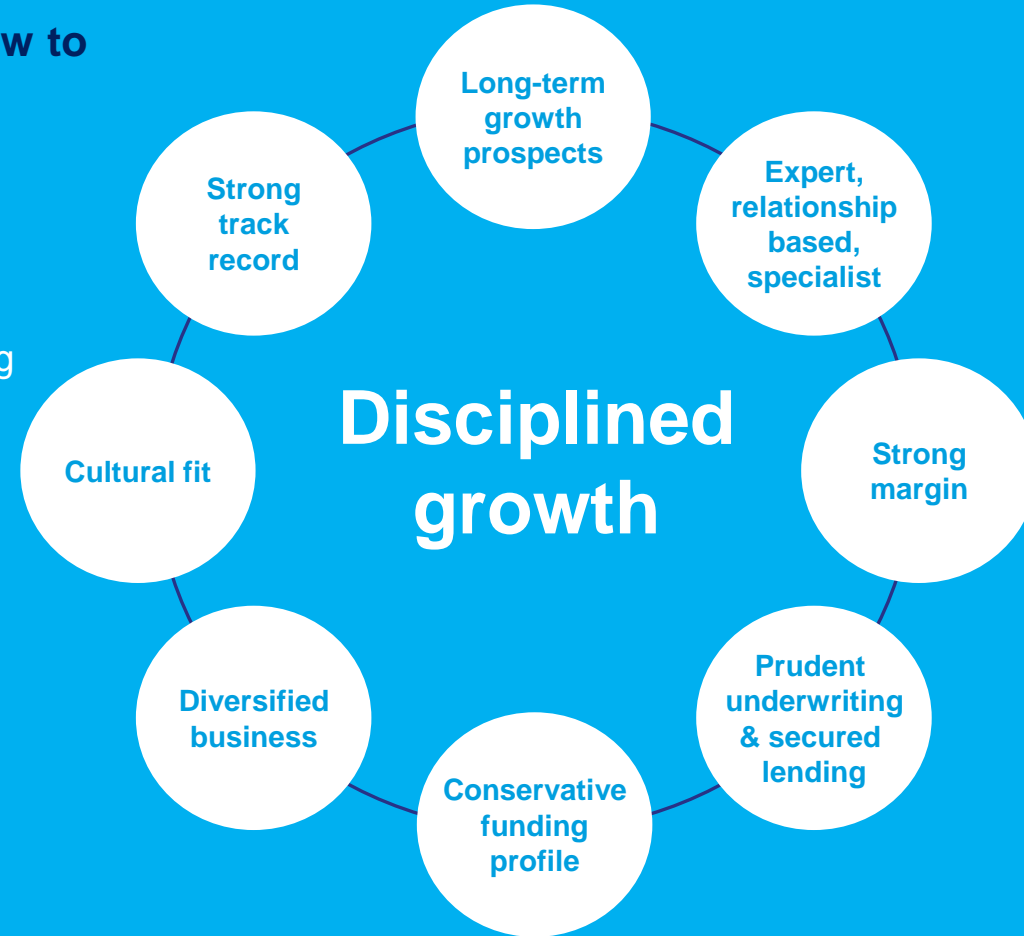 w to
Long-term
growth
prospects
Expert,
relationship
based,
specialist
Strong
margin
Prudent
underwriting
& secured
lending
Conservative
funding
profile
Diversified
business
Cultural fit
Strong
track
record
g
Disciplined
growth